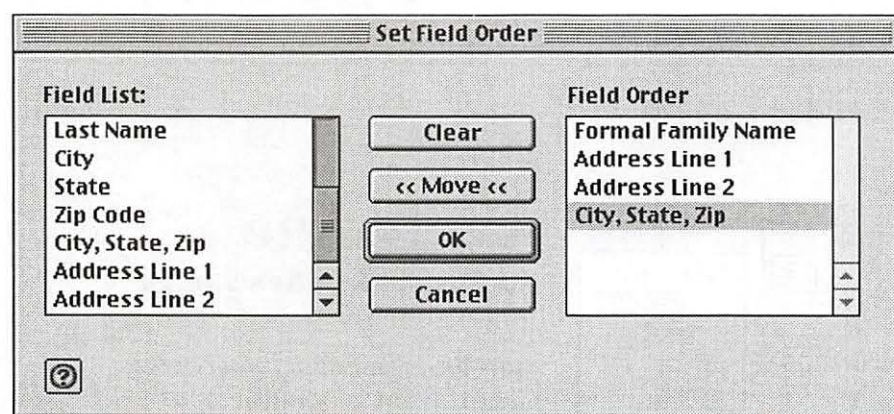 Set Field Order
Field List:
Last Name
City
State
Zip Code
City, State, Zip
Address Line 1
Address Line 2
Clear
<< Move <<
OK
Cancel
Field Order
Formal Family Name
Address Line 1
Address Line 2
City, State, Zip
?